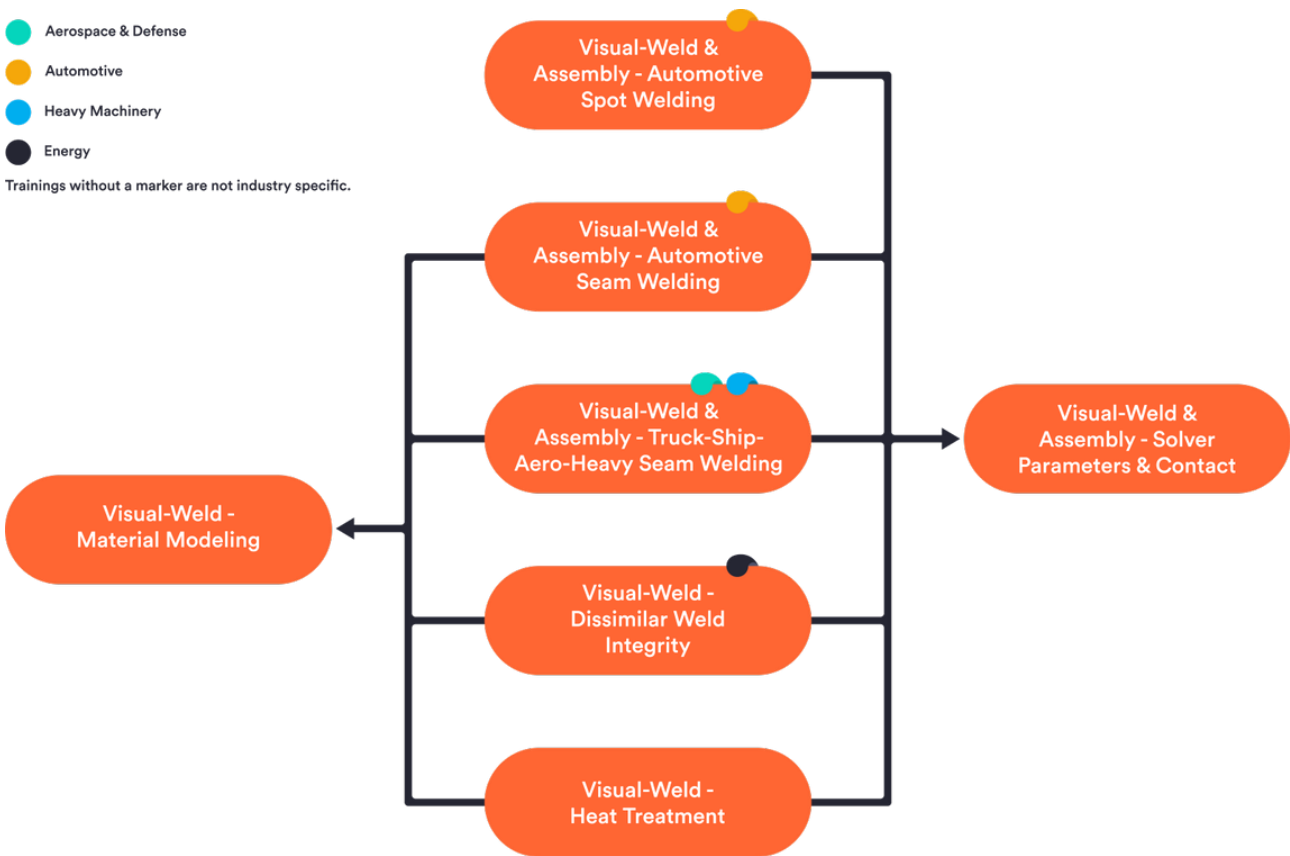 Aerospace & Defense
Automotive
Heavy Machinery
Energy
Trainings without a marker are not industry specific.
Visual-Weld &
Assembly - Automotive
Spot Welding
Visual-Weld &
Assembly - Automotive
Seam Welding
Visual-Weld &
Assembly - Truck-Ship-
Aero-Heavy Seam Welding
Visual-Weld &
Assembly - Solver
Parameters & Contact
Visual-Weld -
Material Modeling
Visual-Weld -
Dissimilar Weld
Integrity
Visual-Weld -
Heat Treatment